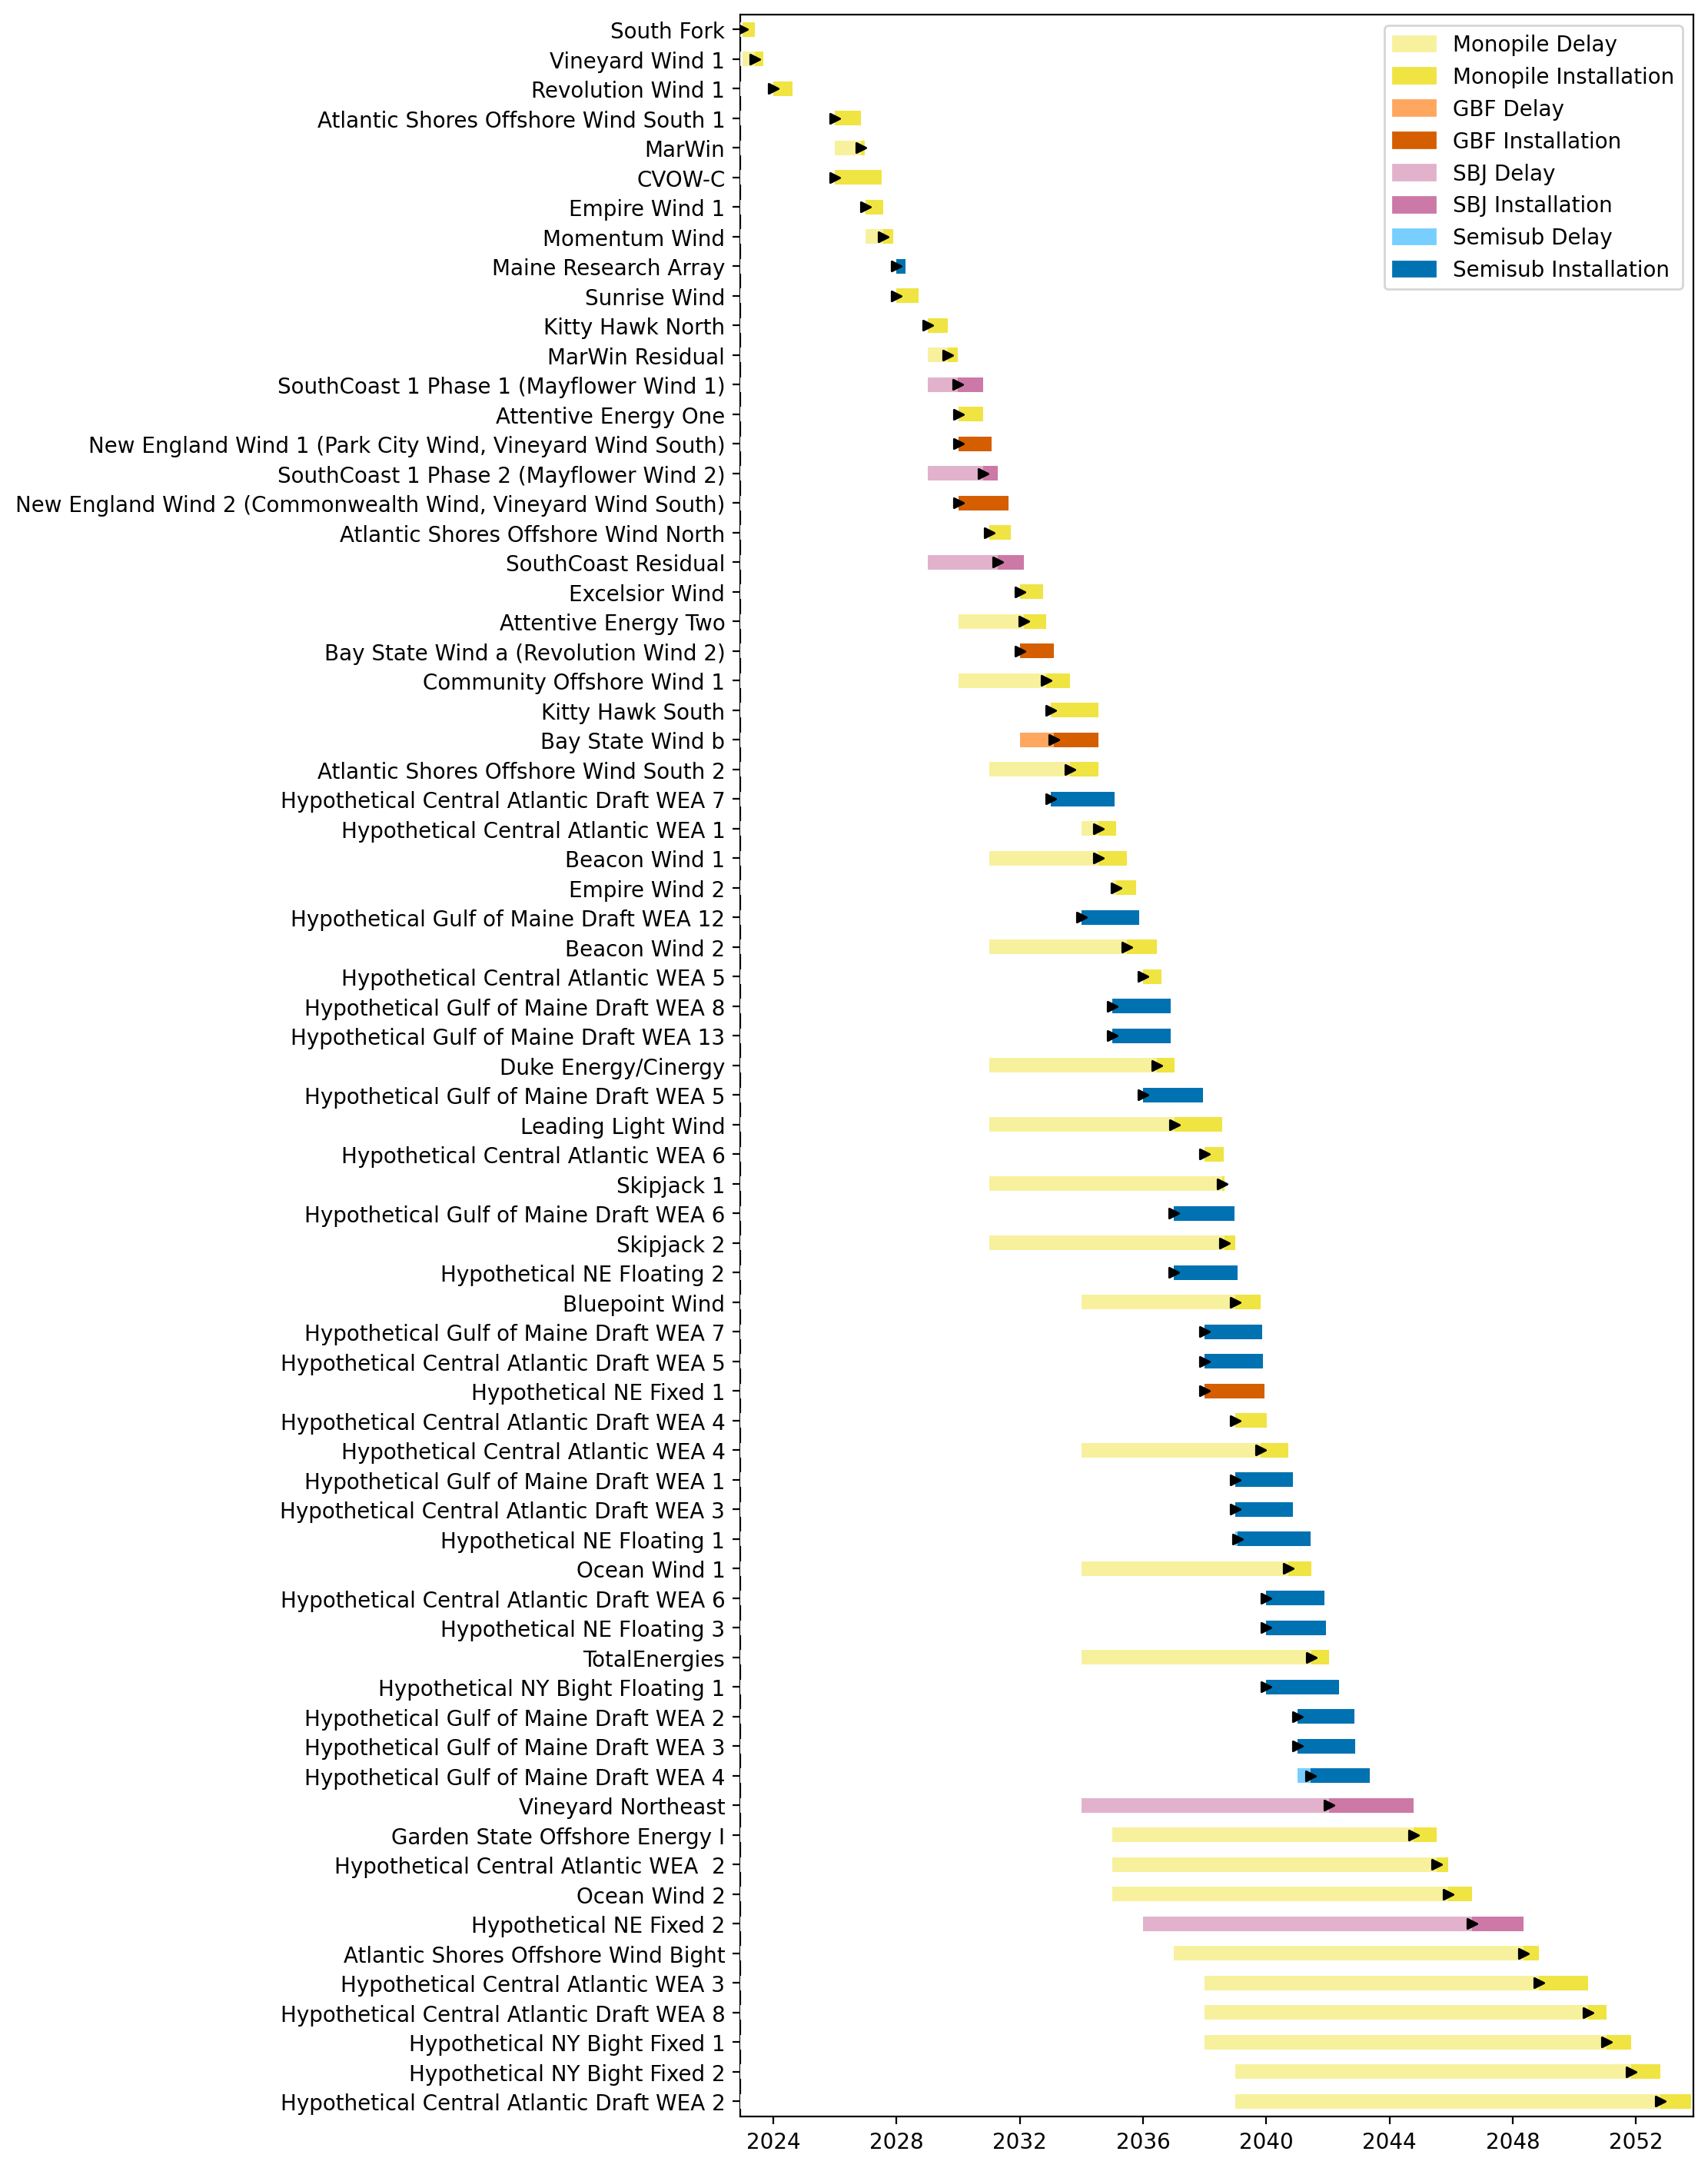 South Fork
Vineyard Wind 1
Revolution Wind 1
Atlantic Shores Offshore Wind South 1
MarWin
CVOW-C
Empire Wind 1
Momentum Wind
Maine Research Array
Sunrise Wind
Kitty Hawk North
MarWin Residual
SouthCoast 1 Phase 1 (Mayflower Wind 1)
Attentive Energy One
New England Wind 1 (Park City Wind, Vineyard Wind South)
SouthCoast 1 Phase 2 (Mayflower Wind 2)
New England Wind 2 (Commonwealth Wind, Vineyard Wind South)
Atlantic Shores Offshore Wind North
SouthCoast Residual
Excelsior Wind
Attentive Energy Two
Bay State Wind a (Revolution Wind 2)
Community Offshore Wind 1
Kitty Hawk South
Bay State Wind b
Atlantic Shores Offshore Wind South 2
Hypothetical Central Atlantic Draft WEA 7
Hypothetical Central Atlantic WEA 1
Beacon Wind 1
Empire Wind 2
Hypothetical Gulf of Maine Draft WEA 12
Beacon Wind 2
Hypothetical Central Atlantic WEA 5
Hypothetical Gulf of Maine Draft WEA 8
Hypothetical Gulf of Maine Draft WEA 13
Duke Energy/Cinergy
Hypothetical Gulf of Maine Draft WEA 5
Leading Light Wind
Hypothetical Central Atlantic WEA 6
Skipjack 1
Hypothetical Gulf of Maine Draft WEA 6
Skipjack 2
Hypothetical NE Floating 2
Bluepoint Wind
Hypothetical Gulf of Maine Draft WEA 7
Hypothetical Central Atlantic Draft WEA 5
Hypothetical NE Fixed 1
Hypothetical Central Atlantic Draft WEA 4
Hypothetical Central Atlantic WEA 4
Hypothetical Gulf of Maine Draft WEA 1
Hypothetical Central Atlantic Draft WEA 3
Hypothetical NE Floating 1
Ocean Wind 1
Hypothetical Central Atlantic Draft WEA 6
Hypothetical NE Floating 3
TotalEnergies
Hypothetical NY Bight Floating 1
Hypothetical Gulf of Maine Draft WEA 2
Hypothetical Gulf of Maine Draft WEA 3
Hypothetical Gulf of Maine Draft WEA 4
Vineyard Northeast
Garden State Offshore Energy I
Hypothetical Central Atlantic WEA  2
Ocean Wind 2
Hypothetical NE Fixed 2
Atlantic Shores Offshore Wind Bight
Hypothetical Central Atlantic WEA 3
Hypothetical Central Atlantic Draft WEA 8
Hypothetical NY Bight Fixed 1
Hypothetical NY Bight Fixed 2
Hypothetical Central Atlantic Draft WEA 2
Monopile Delay
Monopile Installation
GBF Delay
GBF Installation
SBJ Delay
SBJ Installation
Semisub Delay
Semisub Installation
2024 2028 2032 2036 2040 2044 2048 2052